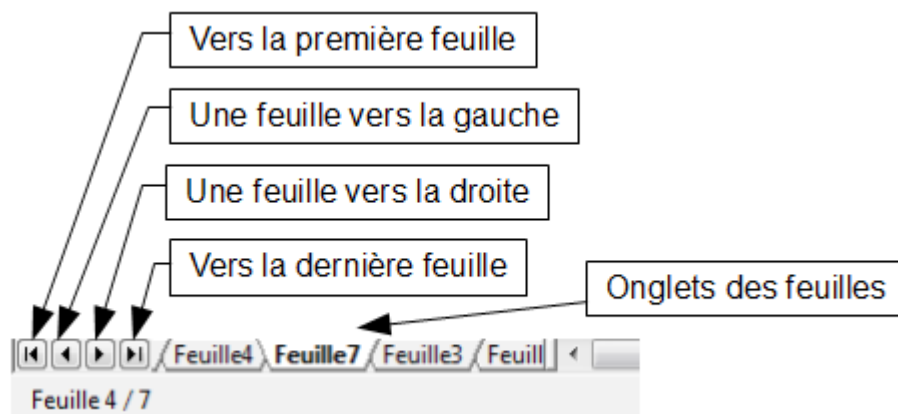 Vers la première feuille
Une feuille vers la gauche
Une feuille vers la droite
Vers la dernière feuille
Onglets des feuilles
Feuille4 Feuille7 Feuille3 Feuill
Feuille 4 / 7